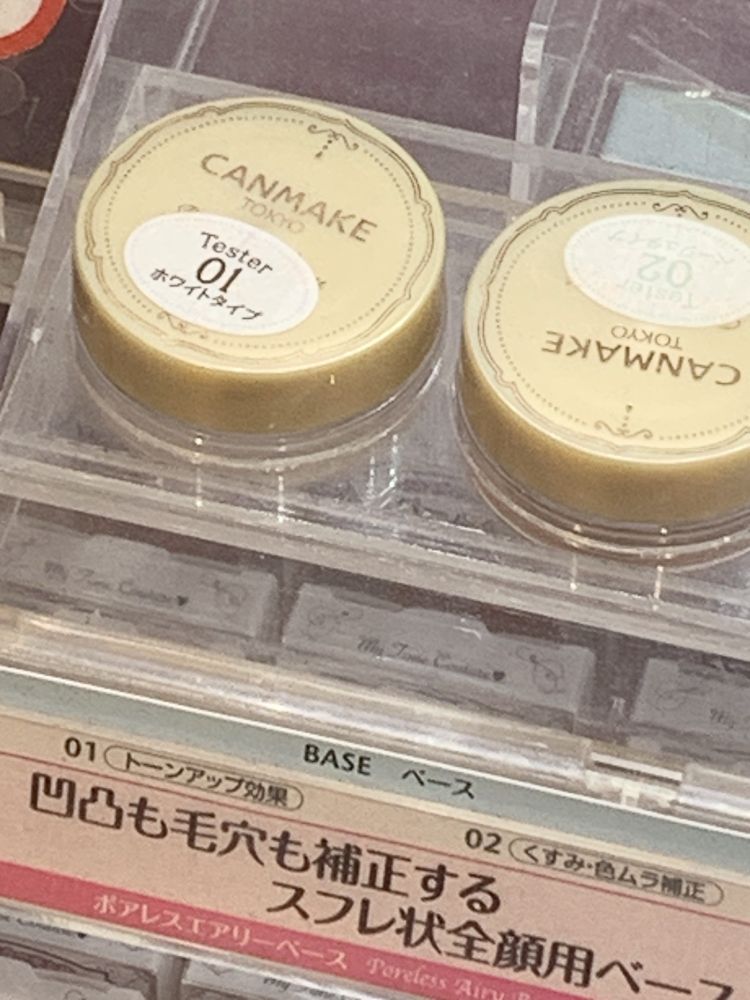 CANMAKE
TOKYO
Tester
01
ホワイトタイプ
Tester
02
CANMAKE
TOKYO
My Tone Couture♥
BASE ベース
01 トーンアップ効果
02 くすみ・色ムラ補正
凹凸も毛穴も補正する
スフレ状全顔用ベース
ポアレスエアリーベース Poreless Airy